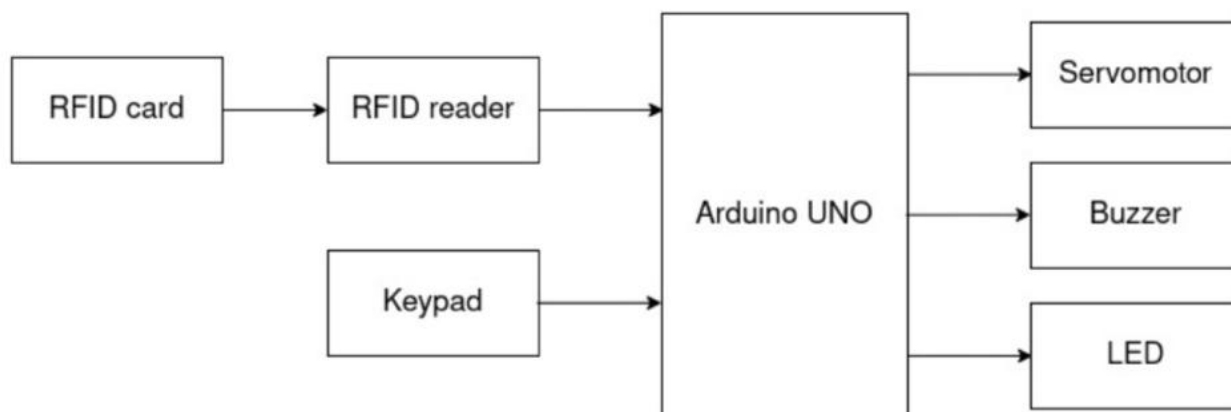 RFID card
RFID reader
Keypad
Arduino UNO
Servomotor
Buzzer
LED